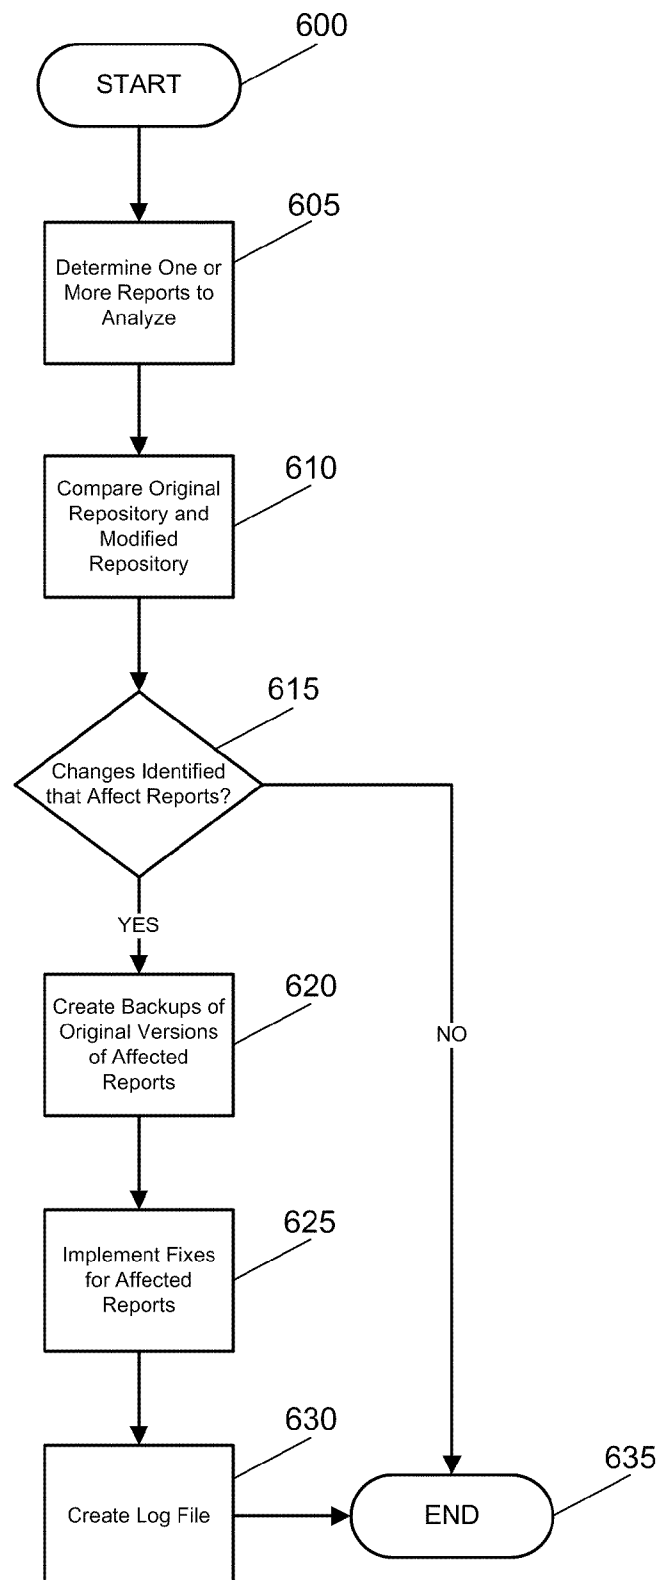 600
START
605
Determine One or
More Reports to
Analyze
610
Compare Original
Repository and
Modified
Repository
615
Changes Identified
that Affect Reports?
YES
620
Create Backups of
Original Versions
of Affected
Reports
NO
625
Implement Fixes
for Affected
Reports
630
Create Log File
635
END